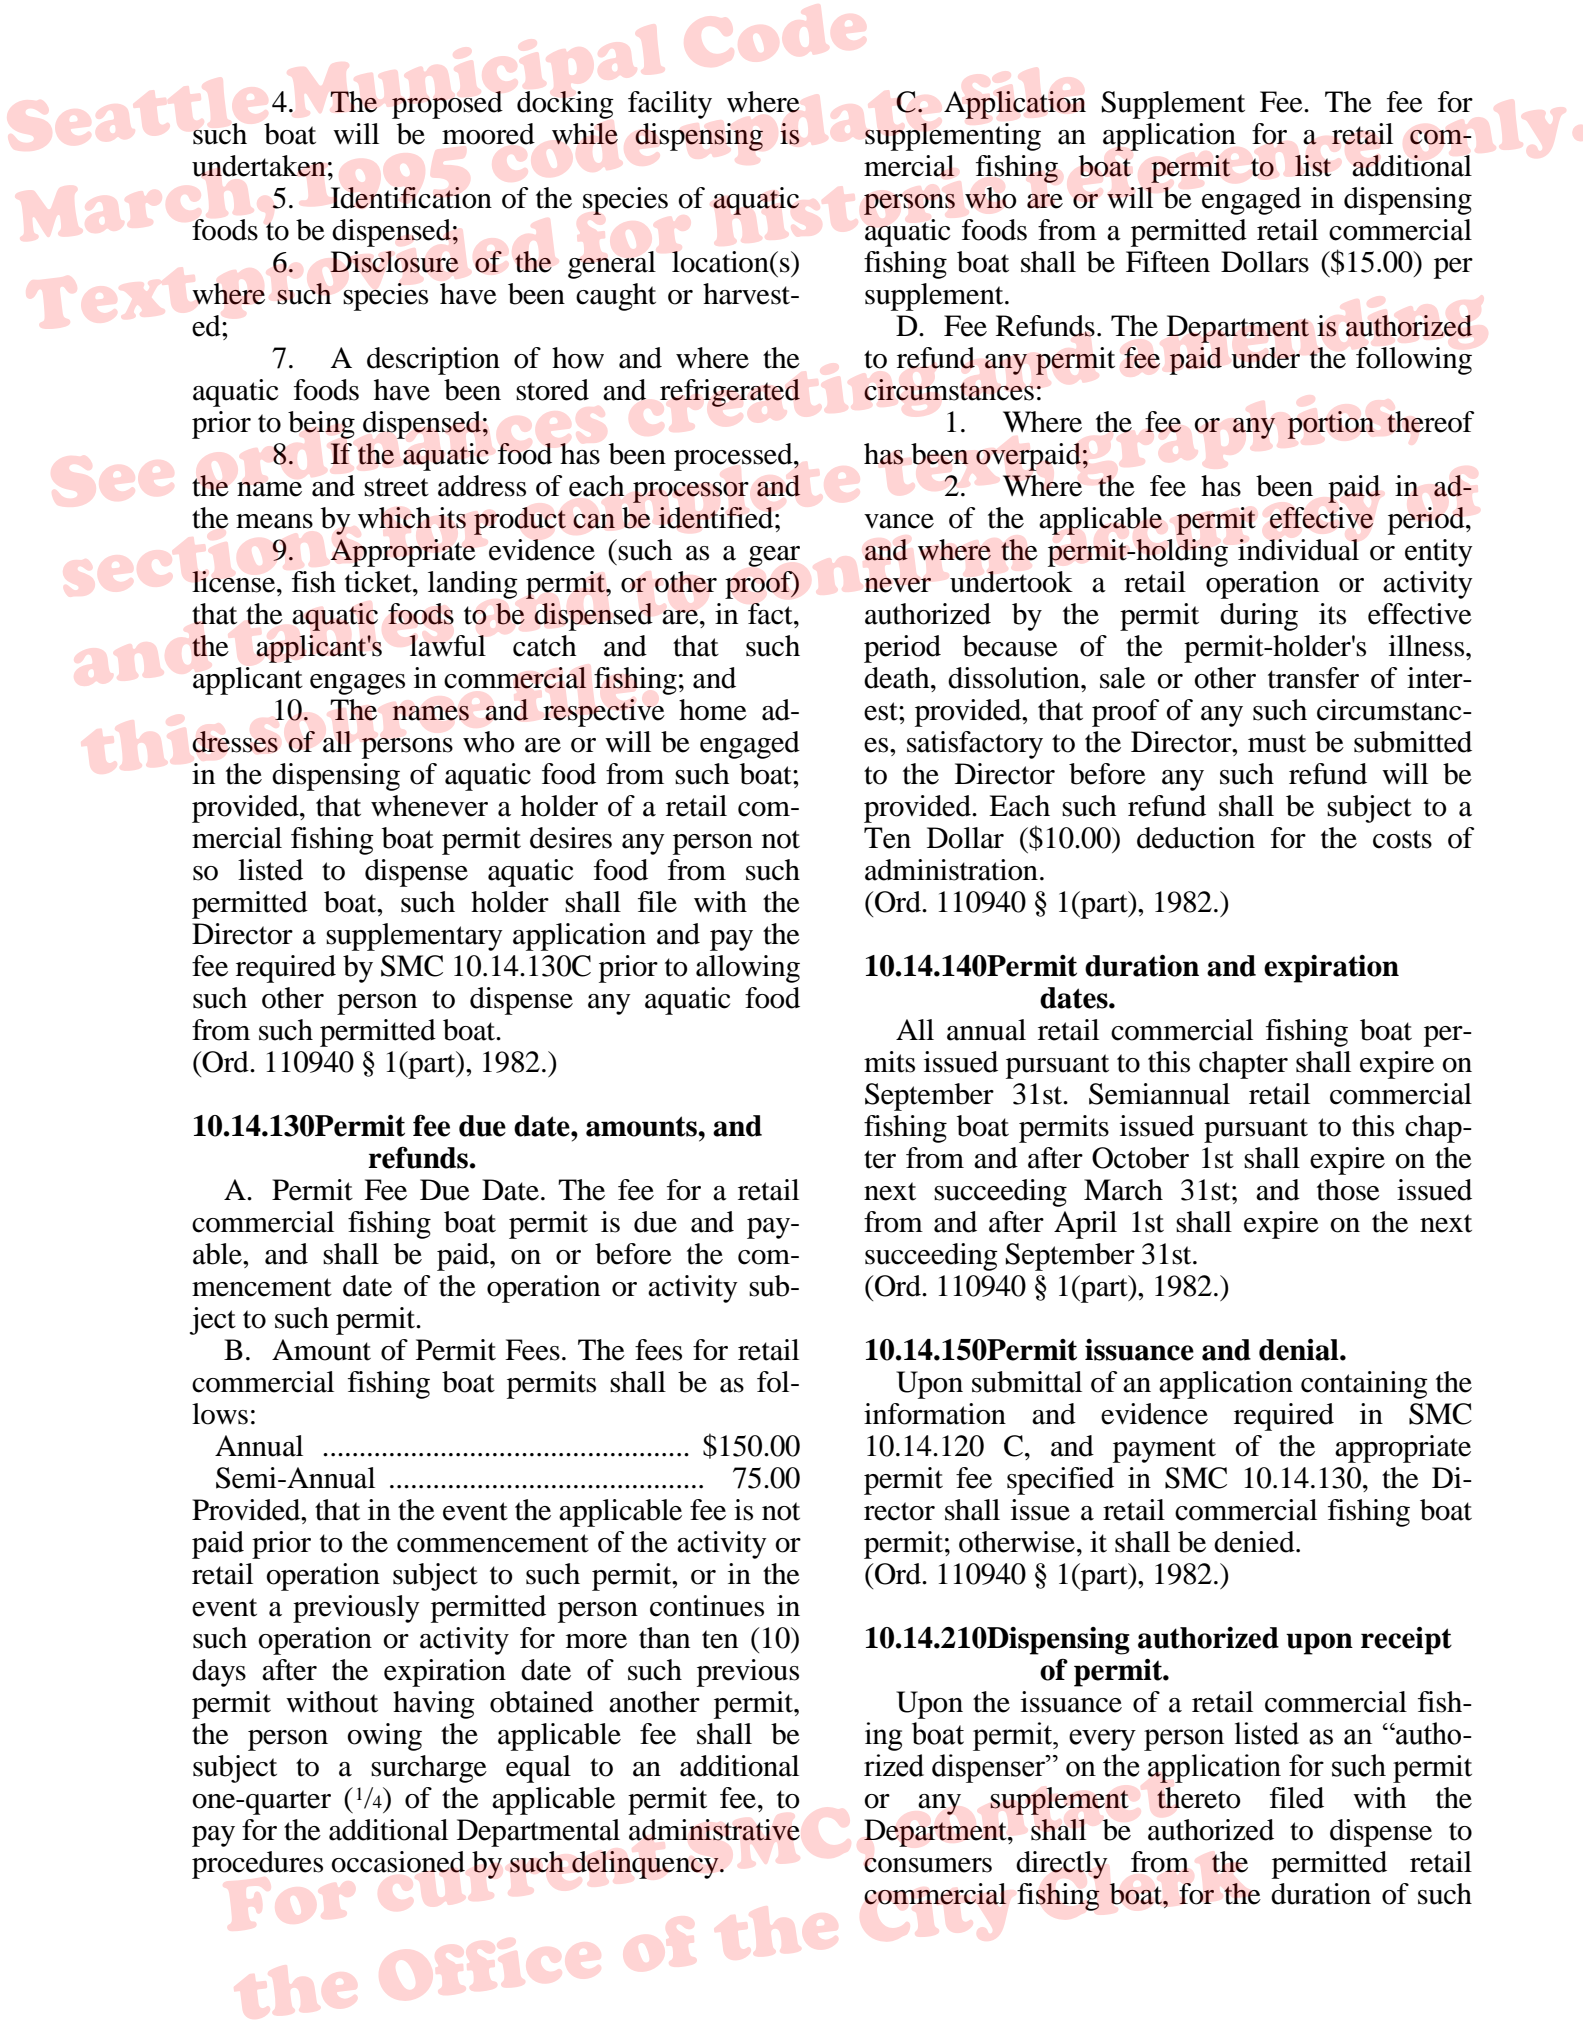 Seattle Municipal Code
March, 1995 code update file
Text provided for historic reference only.
See ordinances creating and amending
sections for complete text, graphics,
and tables and to confirm accuracy of
this source file.
4. The proposed docking facility where
such boat will be moored while dispensing is
undertaken;
5. Identification of the species of aquatic
foods to be dispensed;
6. Disclosure of the general location(s)
where such species have been caught or harvest-
ed;
7. A description of how and where the
aquatic foods have been stored and refrigerated
prior to being dispensed;
8. If the aquatic food has been processed,
the name and street address of each processor and
the means by which its product can be identified;
9. Appropriate evidence (such as a gear
license, fish ticket, landing permit, or other proof)
that the aquatic foods to be dispensed are, in fact,
the applicant's lawful catch and that such
applicant engages in commercial fishing; and
10. The names and respective home ad-
dresses of all persons who are or will be engaged
in the dispensing of aquatic food from such boat;
provided, that whenever a holder of a retail com-
mercial fishing boat permit desires any person not
so listed to dispense aquatic food from such
permitted boat, such holder shall file with the
Director a supplementary application and pay the
fee required by SMC 10.14.130C prior to allowing
such other person to dispense any aquatic food
from such permitted boat.
(Ord. 110940 § 1(part), 1982.)
10.14.130Permit fee due date, amounts, and
refunds.
A. Permit Fee Due Date. The fee for a retail
commercial fishing boat permit is due and pay-
able, and shall be paid, on or before the com-
mencement date of the operation or activity sub-
ject to such permit.
B. Amount of Permit Fees. The fees for retail
commercial fishing boat permits shall be as fol-
lows:
Annual .................................................. $150.00
Semi-Annual ........................................... 75.00
Provided, that in the event the applicable fee is not
paid prior to the commencement of the activity or
retail operation subject to such permit, or in the
event a previously permitted person continues in
such operation or activity for more than ten (10)
days after the expiration date of such previous
permit without having obtained another permit,
the person owing the applicable fee shall be
subject to a surcharge equal to an additional
one-quarter (1/4) of the applicable permit fee, to
pay for the additional Departmental administrative
procedures occasioned by such delinquency.
C. Application Supplement Fee. The fee for
supplementing an application for a retail com-
mercial fishing boat permit to list additional
persons who are or will be engaged in dispensing
aquatic foods from a permitted retail commercial
fishing boat shall be Fifteen Dollars ($15.00) per
supplement.
D. Fee Refunds. The Department is authorized
to refund any permit fee paid under the following
circumstances:
1. Where the fee or any portion thereof
has been overpaid;
2. Where the fee has been paid in ad-
vance of the applicable permit effective period,
and where the permit-holding individual or entity
never undertook a retail operation or activity
authorized by the permit during its effective
period because of the permit-holder's illness,
death, dissolution, sale or other transfer of inter-
est; provided, that proof of any such circumstanc-
es, satisfactory to the Director, must be submitted
to the Director before any such refund will be
provided. Each such refund shall be subject to a
Ten Dollar ($10.00) deduction for the costs of
administration.
(Ord. 110940 § 1(part), 1982.)
10.14.140Permit duration and expiration
dates.
All annual retail commercial fishing boat per-
mits issued pursuant to this chapter shall expire on
September 31st. Semiannual retail commercial
fishing boat permits issued pursuant to this chap-
ter from and after October 1st shall expire on the
next succeeding March 31st; and those issued
from and after April 1st shall expire on the next
succeeding September 31st.
(Ord. 110940 § 1(part), 1982.)
10.14.150Permit issuance and denial.
Upon submittal of an application containing the
information and evidence required in SMC
10.14.120 C, and payment of the appropriate
permit fee specified in SMC 10.14.130, the Di-
rector shall issue a retail commercial fishing boat
permit; otherwise, it shall be denied.
(Ord. 110940 § 1(part), 1982.)
10.14.210Dispensing authorized upon receipt
of permit.
Upon the issuance of a retail commercial fish-
ing boat permit, every person listed as an “autho-
rized dispenser” on the application for such permit
or any supplement thereto filed with the
Department, shall be authorized to dispense to
consumers directly from the permitted retail
commercial fishing boat, for the duration of such
For current SMC, contact
the Office of the City Clerk